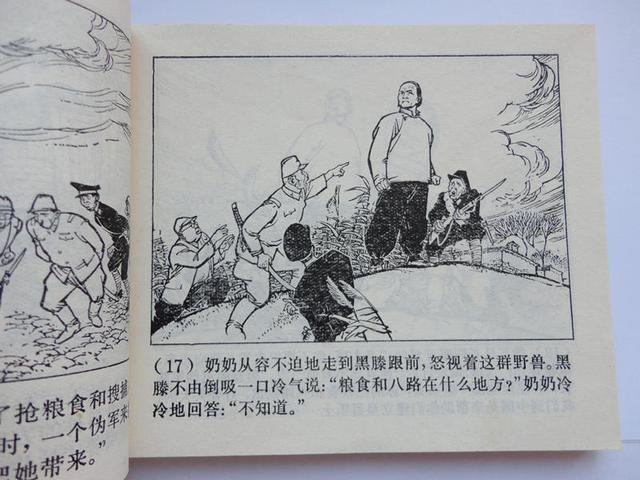 了抢粮食和搜捕
时，一个伪军来
把她带来。”
（17）奶奶从容不迫地走到黑滕跟前，怒视着这群野兽。黑
滕不由倒吸一口冷气说：“粮食和八路在什么地方？”奶奶冷
冷地回答：“不知道。”